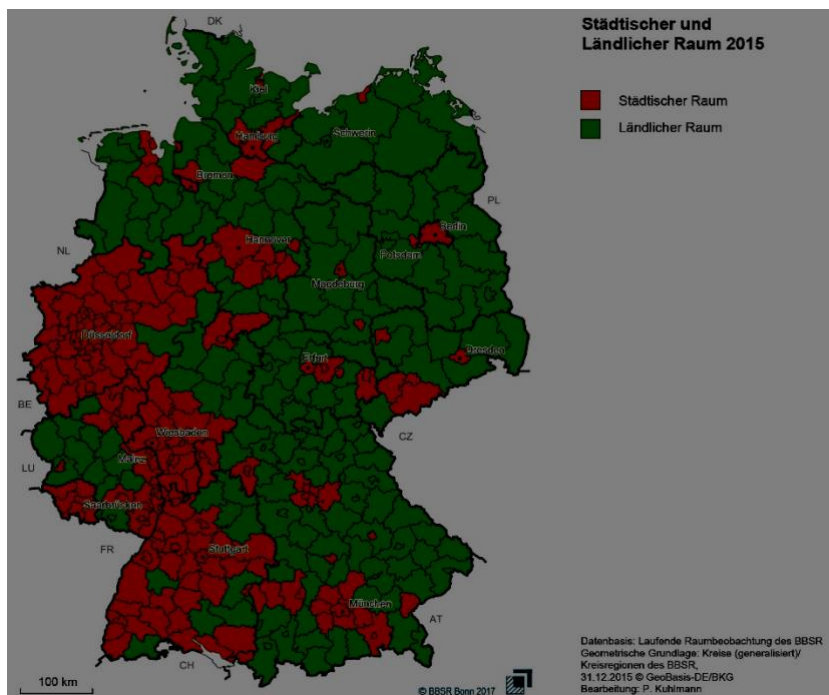 Städtischer und
Ländlicher Raum 2015
Städtischer Raum
Ländlicher Raum
DK
Kiel
Schwerin
Hamburg
Bremen
PL
Berlin
NL
Hannover
Potsdam
Magdeburg
Düsseldorf
Dresden
Erfurt
BE
Wiesbaden
CZ
Mainz
LU
Saarbrücken
FR
Stuttgart
München
AT
CH
100 km
© BBSR Bonn 2017
Datenbasis: Laufende Raumbeobachtung des BBSR
Geometrische Grundlage: Kreise (generalisiert)/
Kreisregionen des BBSR,
31.12.2015 © GeoBasis-DE/BKG
Bearbeitung: P. Kuhlmann